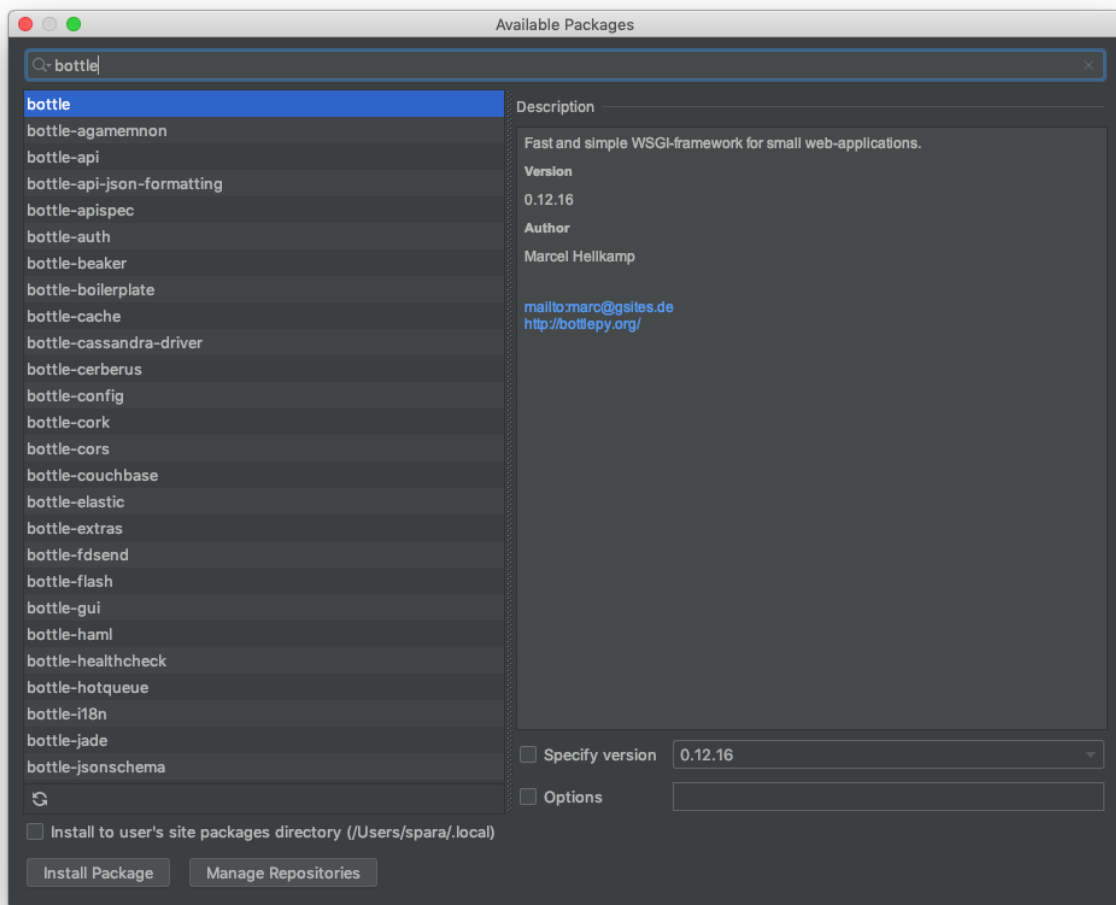 Available Packages
bottle
bottle
bottle-agamemnon
bottle-api
bottle-api-json-formatting
bottle-apispec
bottle-auth
bottle-beaker
bottle-boilerplate
bottle-cache
bottle-cassandra-driver
bottle-cerberus
bottle-config
bottle-cork
bottle-cors
bottle-couchbase
bottle-elastic
bottle-extras
bottle-fdsend
bottle-flash
bottle-gui
bottle-haml
bottle-healthcheck
bottle-hotqueue
bottle-i18n
bottle-jade
bottle-jsonschema
Description
Fast and simple WSGI-framework for small web-applications.
Version
0.12.16
Author
Marcel Hellkamp
mailto:marc@gsites.de
http://bottlepy.org/
Specify version 0.12.16
Options
Install to user's site packages directory (/Users/spara/.local)
Install Package Manage Repositories